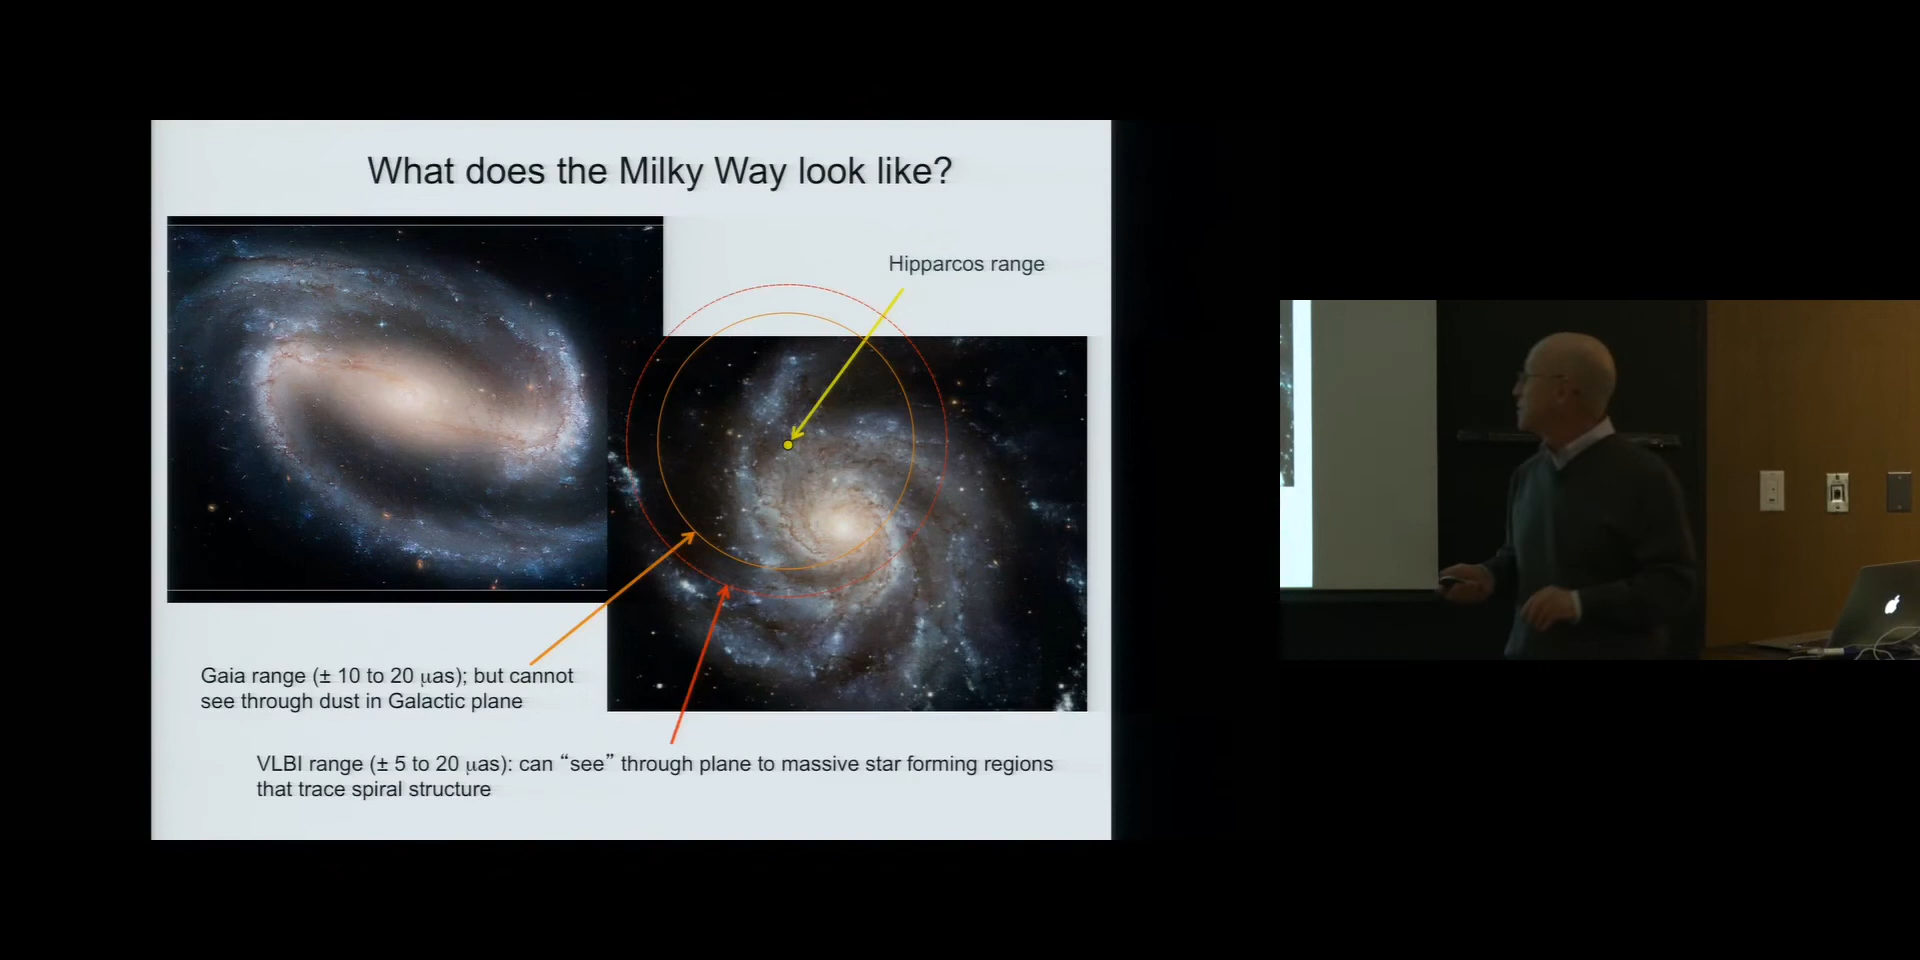 What does the Milky Way look like?
Hipparcos range
Gaia range (± 10 to 20 μas); but cannot
see through dust in Galactic plane
VLBI range (± 5 to 20 μas): can “see” through plane to massive star forming regions
that trace spiral structure